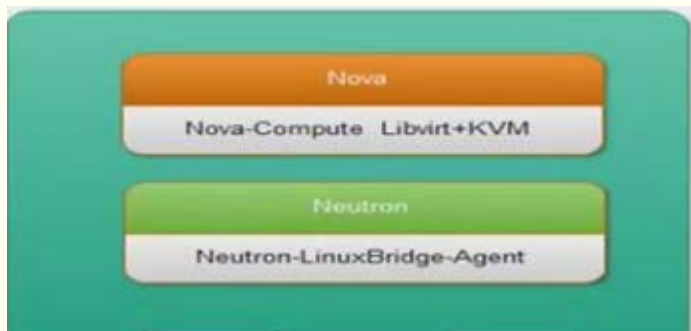 Nova
Nova-Compute Libvirt+KVM
Neutron
Neutron-LinuxBridge-Agent